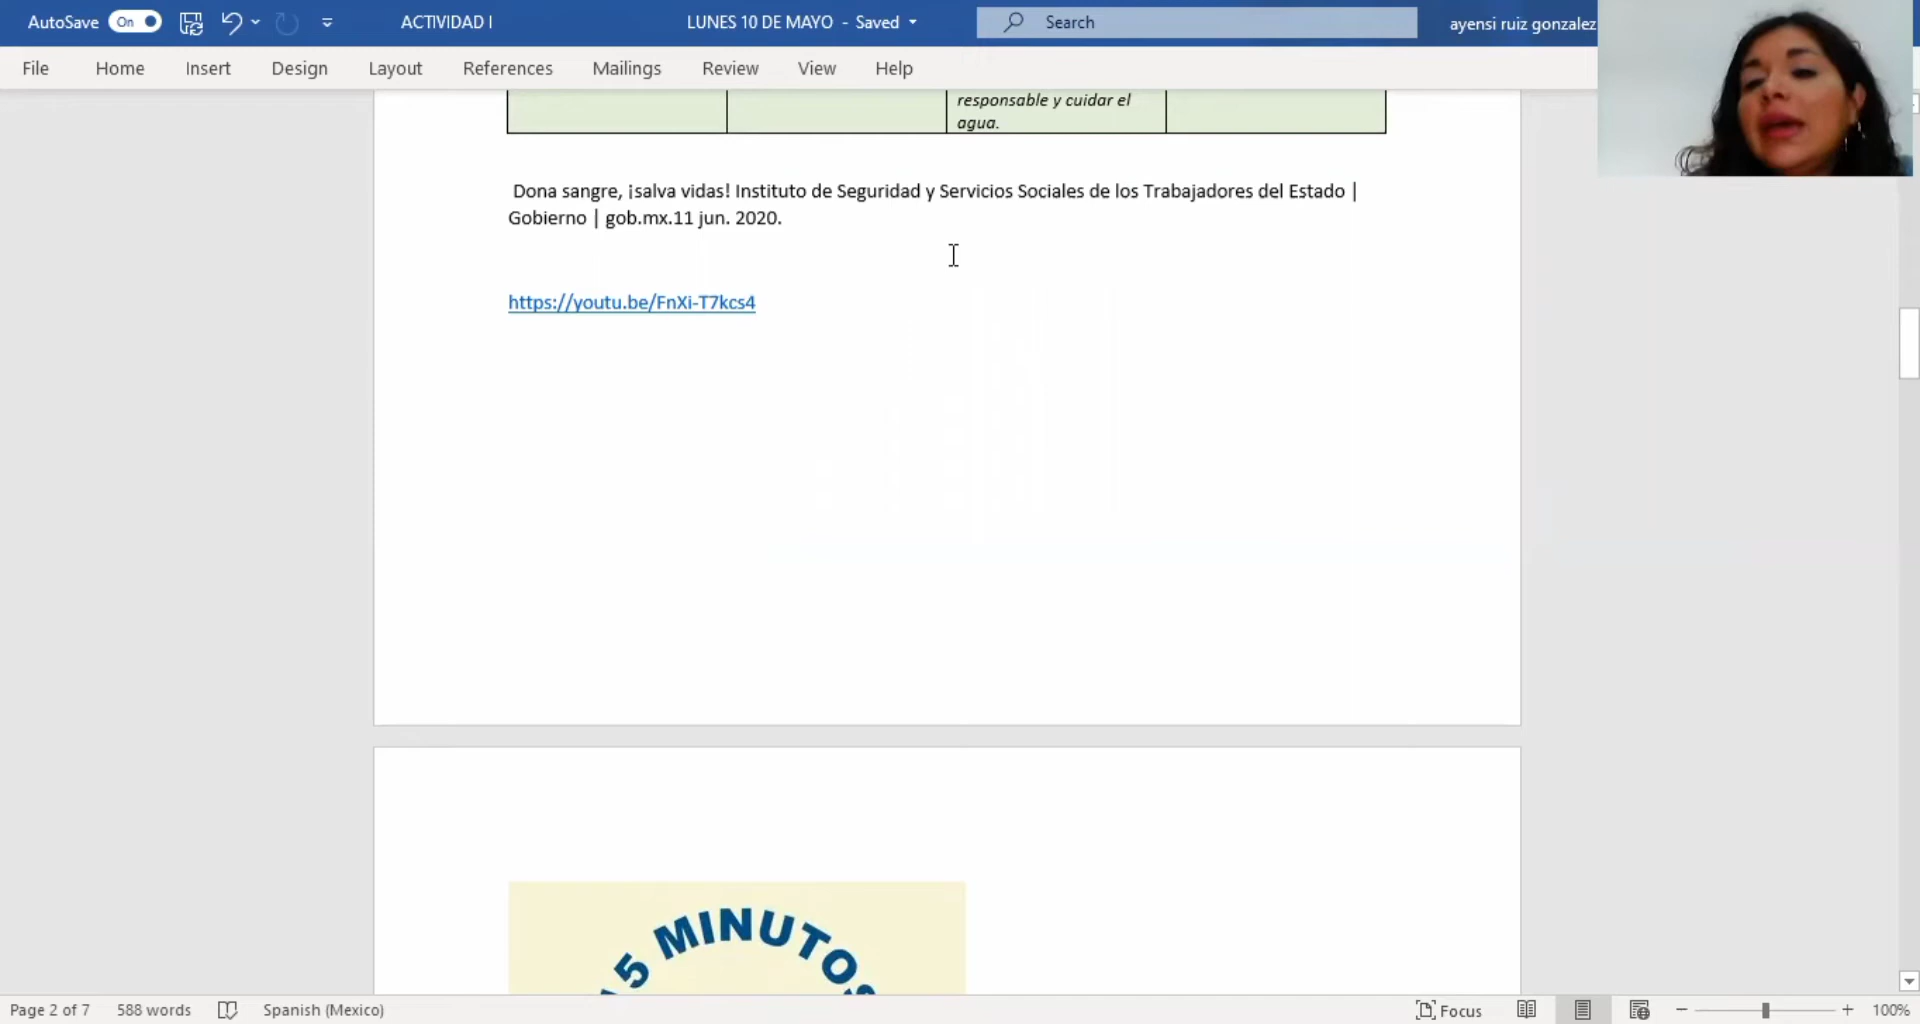 AutoSave On ACTIVIDAD I LUNES 10 DE MAYO - Saved Search ayensi ruiz gonzalez
File Home Insert Design Layout References Mailings Review View Help
responsable y cuidar el
agua.
Dona sangre, ¡salva vidas! Instituto de Seguridad y Servicios Sociales de los Trabajadores del Estado |
Gobierno | gob.mx.11 jun. 2020.
https://youtu.be/FnXi-T7kcs4
5 MINUTOS
Page 2 of 7 588 words Spanish (Mexico) Focus 100%